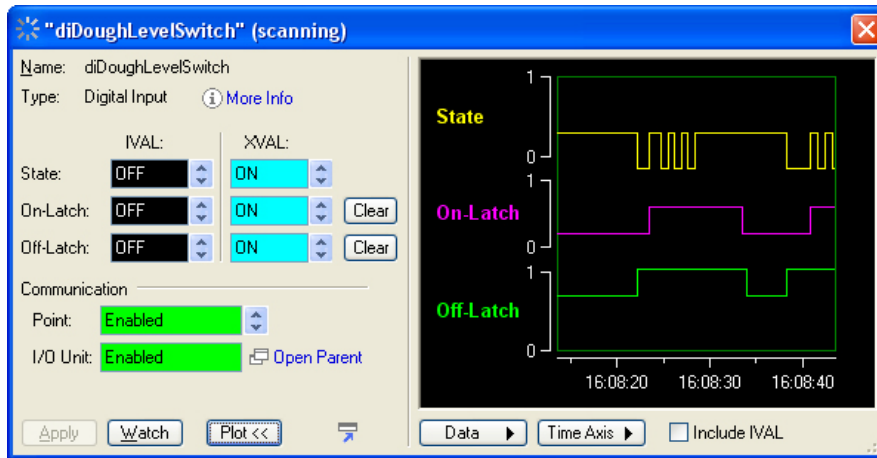 "diDoughLevelSwitch" (scanning)
Name: diDoughLevelSwitch
Type: Digital Input More Info
IVAL: XVAL:
State: OFF ON
On-Latch: OFF ON Clear
Off-Latch: OFF ON Clear
Communication
Point: Enabled
I/O Unit: Enabled Open Parent
Apply Watch Plot <<
1
State
0
1
On-Latch
0
1
Off-Latch
0
16:08:20 16:08:30 16:08:40
Data Time Axis Include IVAL